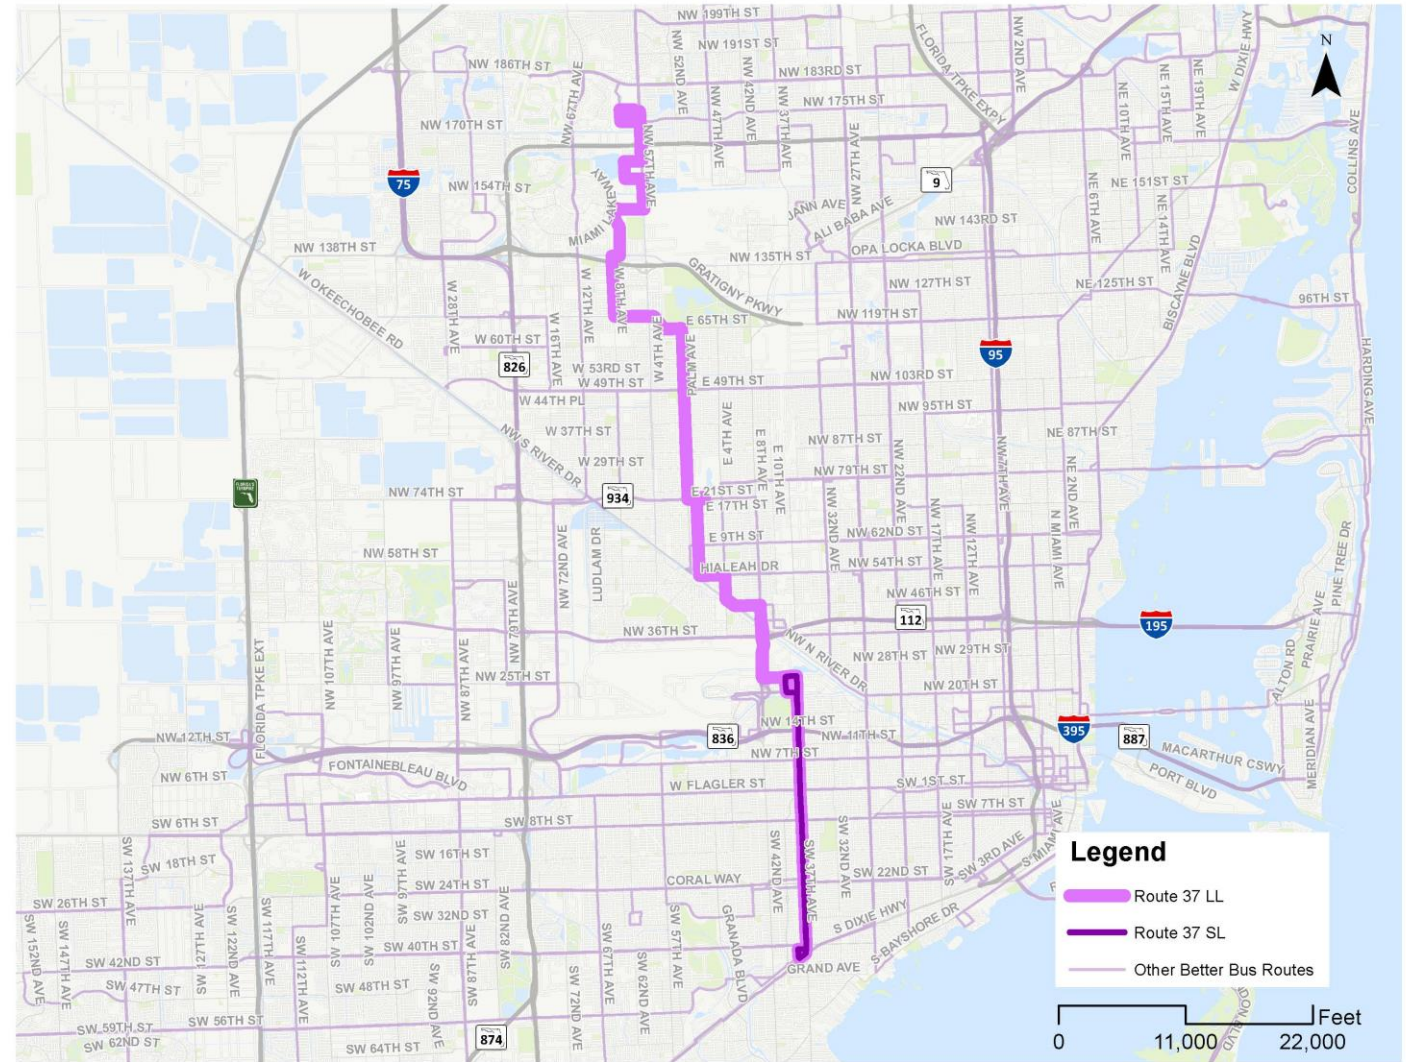 NW 199TH ST
NW 191ST ST
NW 186TH ST
NW 183RD ST
NW 175TH ST
NW 170TH ST
NW 154TH ST
NW 67TH AVE
NW 57TH AVE
NW 52ND AVE
NW 47TH AVE
NW 42ND AVE
NW 37TH AVE
NW 27TH AVE
FLORIDA TPKE EXPY
NW 2ND AVE
W DIXIE HWY
NE 10TH AVE
NE 15TH AVE
NE 19TH AVE
N
COLLINS AVE
75
9
NE 151ST ST
NE 6TH AVE
NE 14TH AVE
MIAMI LAKEWAY
JANN AVE
ALI BABA AVE
NW 143RD ST
OPA LOCKA BLVD
NW 138TH ST
NW 135TH ST
GRATIGNY PKWY
NW 127TH ST
NE 125TH ST
BISCAYNE BLVD
96TH ST
W OKEECHOBEE RD
W 28TH AVE
W 12TH AVE
W 8TH AVE
W 4TH AVE
W 16TH AVE
E 65TH ST
NW 119TH ST
W 60TH ST
826
95
HARDING AVE
W 53RD ST
W 49TH ST
PALM AVE
E 49TH ST
NW 103RD ST
W 44TH PL
NW 95TH ST
W 37TH ST
E 4TH AVE
E 8TH AVE
E 10TH AVE
NW 87TH ST
NE 87TH ST
NW S RIVER DR
W 29TH ST
NW 79TH ST
NW 22ND AVE
NW 7TH AVE
NE 2ND AVE
FLORIDA'S
TURNPIKE
NW 74TH ST
934
E 21ST ST
E 17TH ST
NW 32ND AVE
NW 17TH AVE
NW 12TH AVE
N MIAMI AVE
E 9TH ST
NW 62ND ST
PINE TREE DR
NW 58TH ST
NW 72ND AVE
LUDLAM DR
HIALEAH DR
NW 54TH ST
NW 46TH ST
NW 79TH AVE
PRAIRIE AVE
NW 36TH ST
112
195
NW 107TH AVE
NW 97TH AVE
NW 87TH AVE
NW N RIVER DR
NW 28TH ST
NW 29TH ST
ALTON RD
FLORIDA TPKE EXT
NW 25TH ST
NW 20TH ST
NW 14TH ST
NW 12TH ST
836
NW 11TH ST
395
887
MERIDIAN AVE
NW 7TH ST
MACARTHUR CSWY
PORT BLVD
NW 6TH ST
FONTAINEBLEAU BLVD
W FLAGLER ST
SW 1ST ST
SW 7TH ST
SW 6TH ST
SW 8TH ST
SW 137TH AVE
SW 18TH ST
SW 97TH AVE
SW 16TH ST
SW 42ND AVE
SW 37TH AVE
SW 32ND AVE
SW 17TH AVE
SW 3RD AVE
S MIAMI AVE
SW 26TH ST
SW 24TH ST
CORAL WAY
SW 22ND ST
SW 152ND AVE
SW 147TH AVE
SW 127TH AVE
SW 122ND AVE
SW 117TH AVE
SW 112TH AVE
SW 107TH AVE
SW 102ND AVE
SW 32ND ST
SW 87TH AVE
SW 82ND AVE
SW 67TH AVE
SW 62ND AVE
SW 57TH AVE
GRANADA BLVD
S DIXIE HWY
S BAYSHORE DR
SW 42ND ST
SW 40TH ST
GRAND AVE
SW 47TH ST
SW 48TH ST
SW 92ND AVE
SW 72ND AVE
SW 59TH ST
SW 56TH ST
SW 62ND ST
SW 64TH ST
874
Legend
Route 37 LL
Route 37 SL
Other Better Bus Routes
Feet
0 11,000 22,000